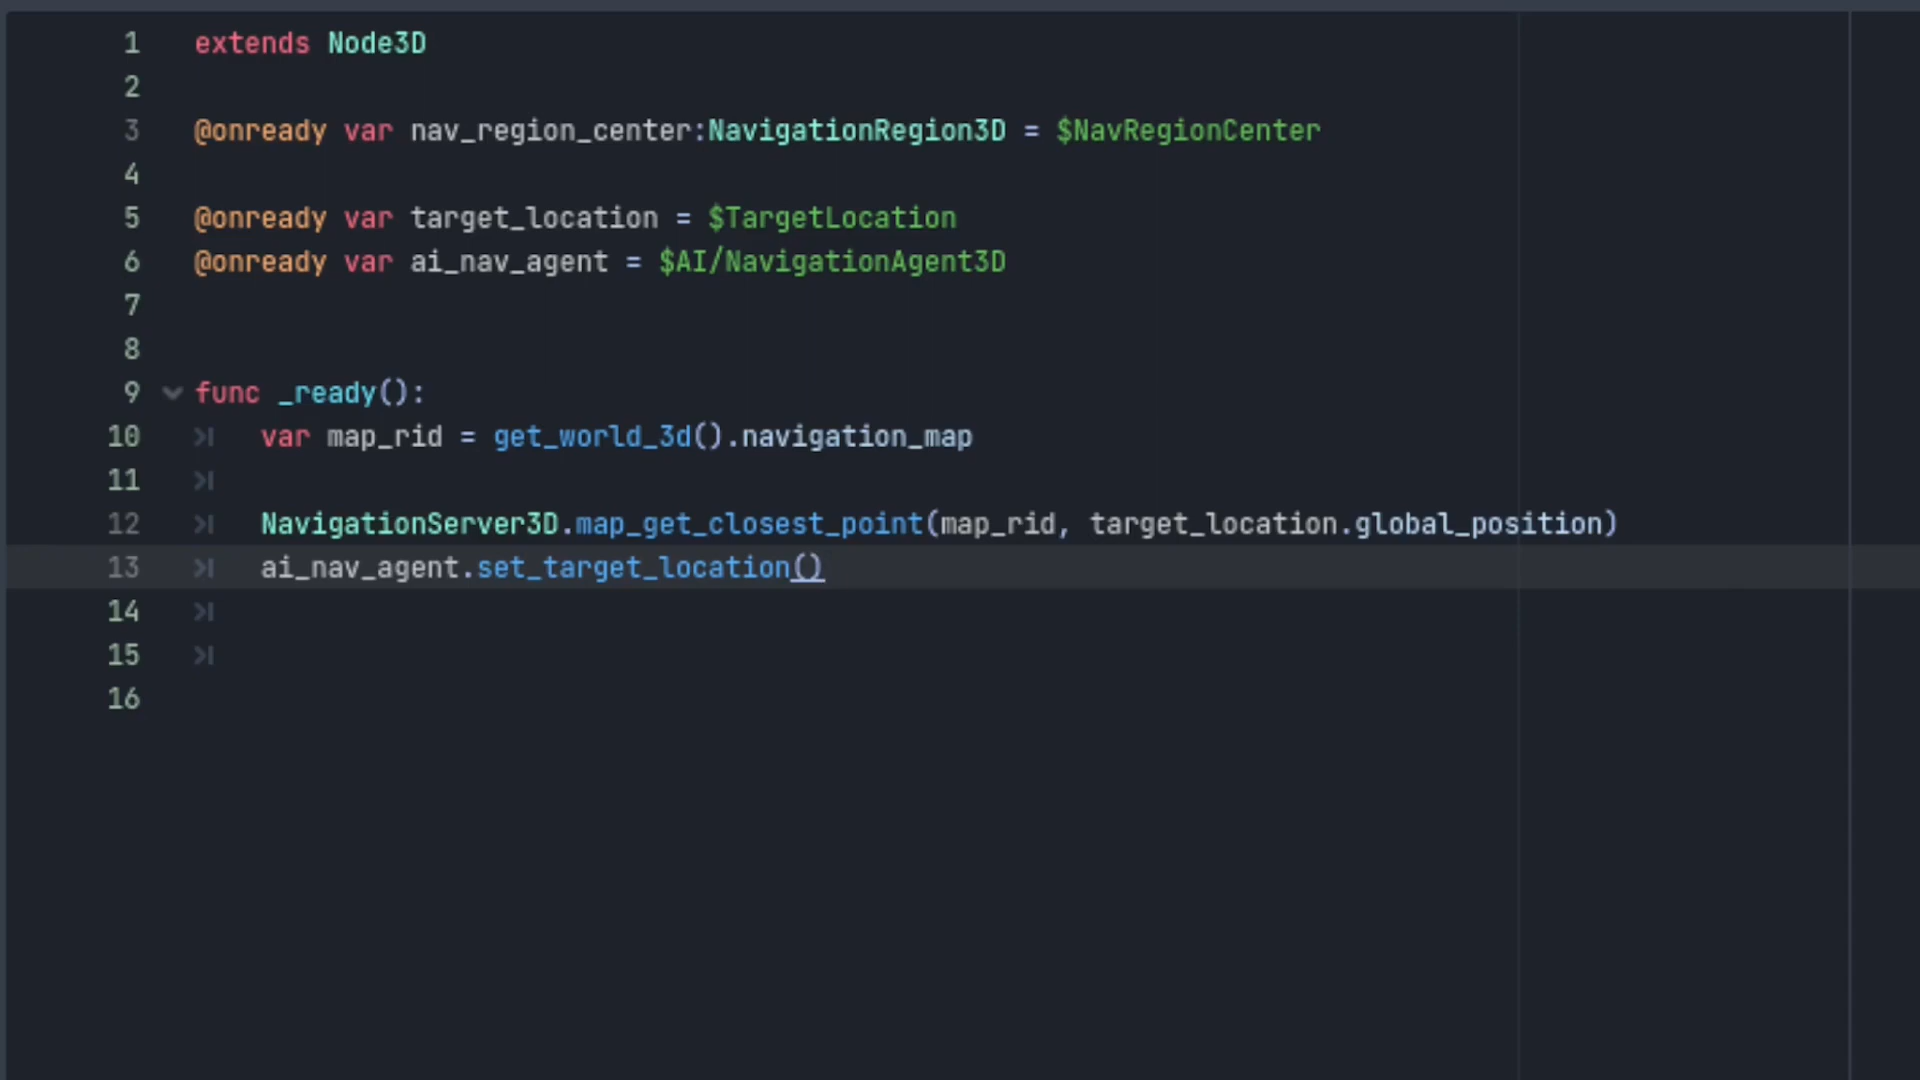 1 extends Node3D
2
3 @onready var nav_region_center:NavigationRegion3D = $NavRegionCenter
4
5 @onready var target_location = $TargetLocation
6 @onready var ai_nav_agent = $AI/NavigationAgent3D
7
8
9 func _ready():
10 var map_rid = get_world_3d().navigation_map
11
12 NavigationServer3D.map_get_closest_point(map_rid, target_location.global_position)
13 ai_nav_agent.set_target_location()
14
15
16